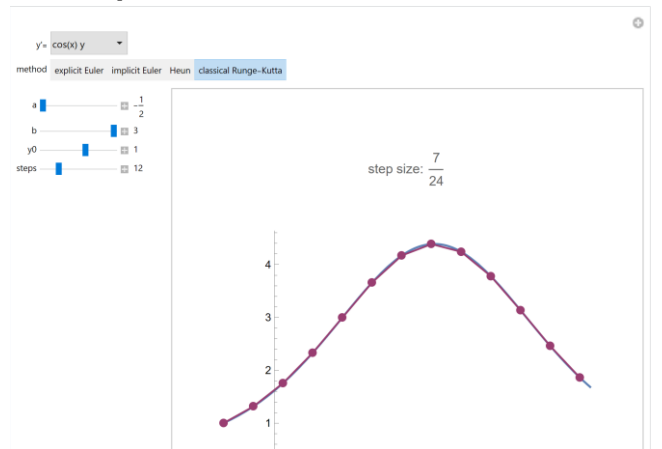 y'= cos(x) y
method explicit Euler implicit Euler Heun classical Runge-Kutta
a -1/2
b 3
y0 1
steps 12
step size: 7/24
4
3
2
1